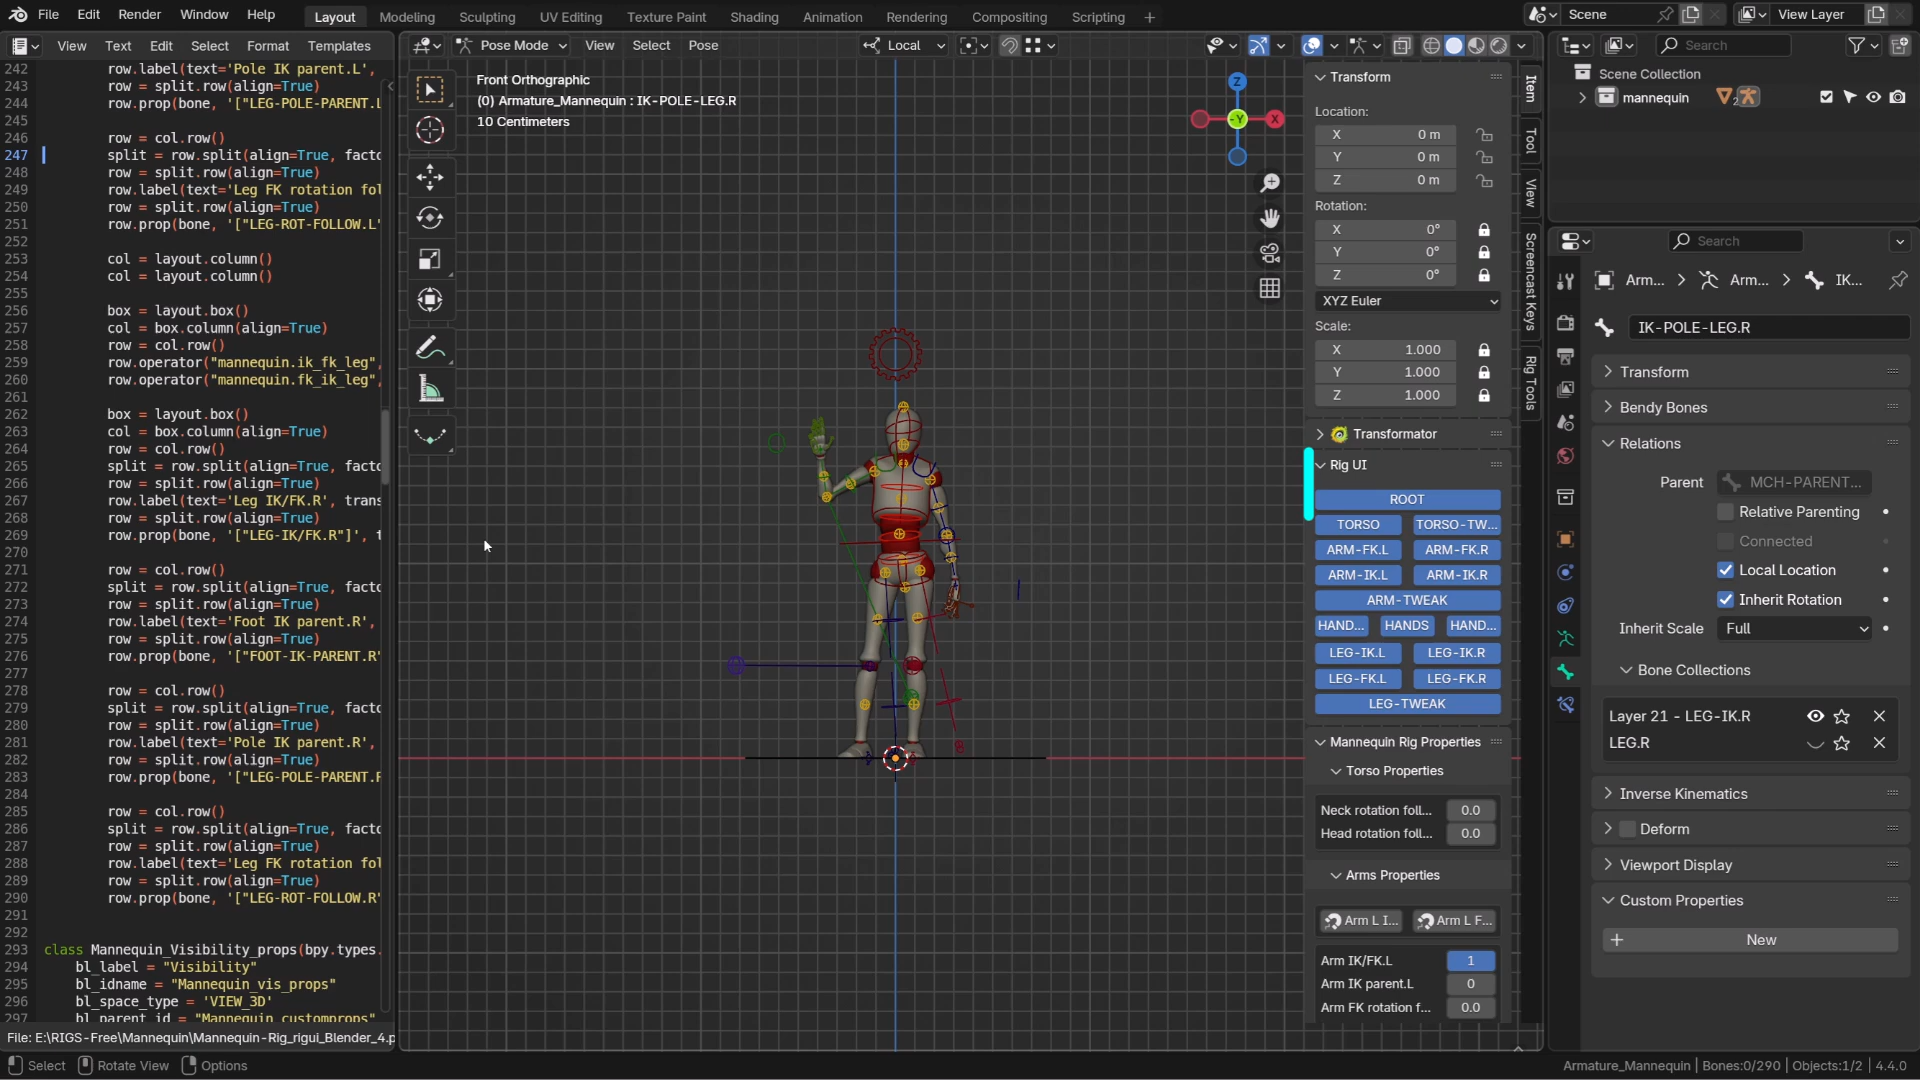 File Edit Render Window Help
Layout Modeling Sculpting UV Editing Texture Paint Shading Animation Rendering Compositing Scripting +
Scene
View Layer
View Text Edit Select Format Templates
Pose Mode View Select Pose
Local
Search
242 row.label(text='Pole IK parent.L',
243 row = split.row(align=True)
244 row.prop(bone, '["LEG-POLE-PARENT.L
245
246 row = col.row()
247 split = row.split(align=True, facto
248 row = split.row(align=True)
249 row.label(text='Leg FK rotation fol
250 row = split.row(align=True)
251 row.prop(bone, '["LEG-ROT-FOLLOW.L'
252
253 col = layout.column()
254 col = layout.column()
255
256 box = layout.box()
257 col = box.column(align=True)
258 row = col.row()
259 row.operator("mannequin.ik_fk_leg",
260 row.operator("mannequin.fk_ik_leg",
261
262 box = layout.box()
263 col = box.column(align=True)
264 row = col.row()
265 split = row.split(align=True, facto
266 row = split.row(align=True)
267 row.label(text='Leg IK/FK.R', trans
268 row = split.row(align=True)
269 row.prop(bone, '["LEG-IK/FK.R"]', t
270
271 row = col.row()
272 split = row.split(align=True, facto
273 row = split.row(align=True)
274 row.label(text='Foot IK parent.R',
275 row = split.row(align=True)
276 row.prop(bone, '["FOOT-IK-PARENT.R'
277
278 row = col.row()
279 split = row.split(align=True, facto
280 row = split.row(align=True)
281 row.label(text='Pole IK parent.R',
282 row = split.row(align=True)
283 row.prop(bone, '["LEG-POLE-PARENT.R
284
285 row = col.row()
286 split = row.split(align=True, facto
287 row = split.row(align=True)
288 row.label(text='Leg FK rotation fol
289 row = split.row(align=True)
290 row.prop(bone, '["LEG-ROT-FOLLOW.R'
291
292
293 class Mannequin_Visibility_props(bpy.types.
294 bl_label = "Visibility"
295 bl_idname = "Mannequin_vis_props"
296 bl_space_type = 'VIEW_3D'
297 bl_parent_id = "Mannequin_customprops"
File: E:\RIGS-Free\Mannequin\Mannequin-Rig_rigui_Blender_4.p
Front Orthographic
(0) Armature_Mannequin : IK-POLE-LEG.R
10 Centimeters
Z
-Y
X
Transform
Location:
X 0 m
Y 0 m
Z 0 m
Rotation:
X 0°
Y 0°
Z 0°
XYZ Euler
Scale:
X 1.000
Y 1.000
Z 1.000
Transformator
Rig UI
ROOT
TORSO TORSO-TW...
ARM-FK.L ARM-FK.R
ARM-IK.L ARM-IK.R
ARM-TWEAK
HAND... HANDS HAND...
LEG-IK.L LEG-IK.R
LEG-FK.L LEG-FK.R
LEG-TWEAK
Mannequin Rig Properties
Torso Properties
Neck rotation foll... 0.0
Head rotation foll... 0.0
Arms Properties
Arm L I... Arm L F...
Arm IK/FK.L 1
Arm IK parent.L 0
Arm FK rotation f... 0.0
Item
Tool
View
Screencast Keys
Rig Tools
Scene Collection
mannequin 2
Search
Arm... Arm... IK...
IK-POLE-LEG.R
Transform
Bendy Bones
Relations
Parent MCH-PARENT...
Relative Parenting
Connected
Local Location
Inherit Rotation
Inherit Scale Full
Bone Collections
Layer 21 - LEG-IK.R
LEG.R
Inverse Kinematics
Deform
Viewport Display
Custom Properties
+ New
Select Rotate View Options
Armature_Mannequin | Bones:0/290 | Objects:1/2 | 4.4.0